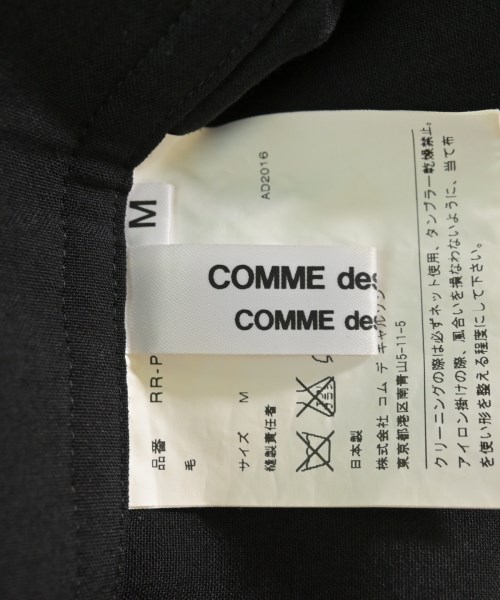 M
COMME des
COMME des
AD2016
品番 RR-P
毛
サイズ M
縫製責任者
日本製
株式会社 コム デ ギャルソン
東京都港区南青山5-11-5
クリーニングの際は必ずネット使用、タンブラー乾燥禁止。
アイロン掛けの際、風合いを損なわないように、当て布
を使い形を整える程度にして下さい。